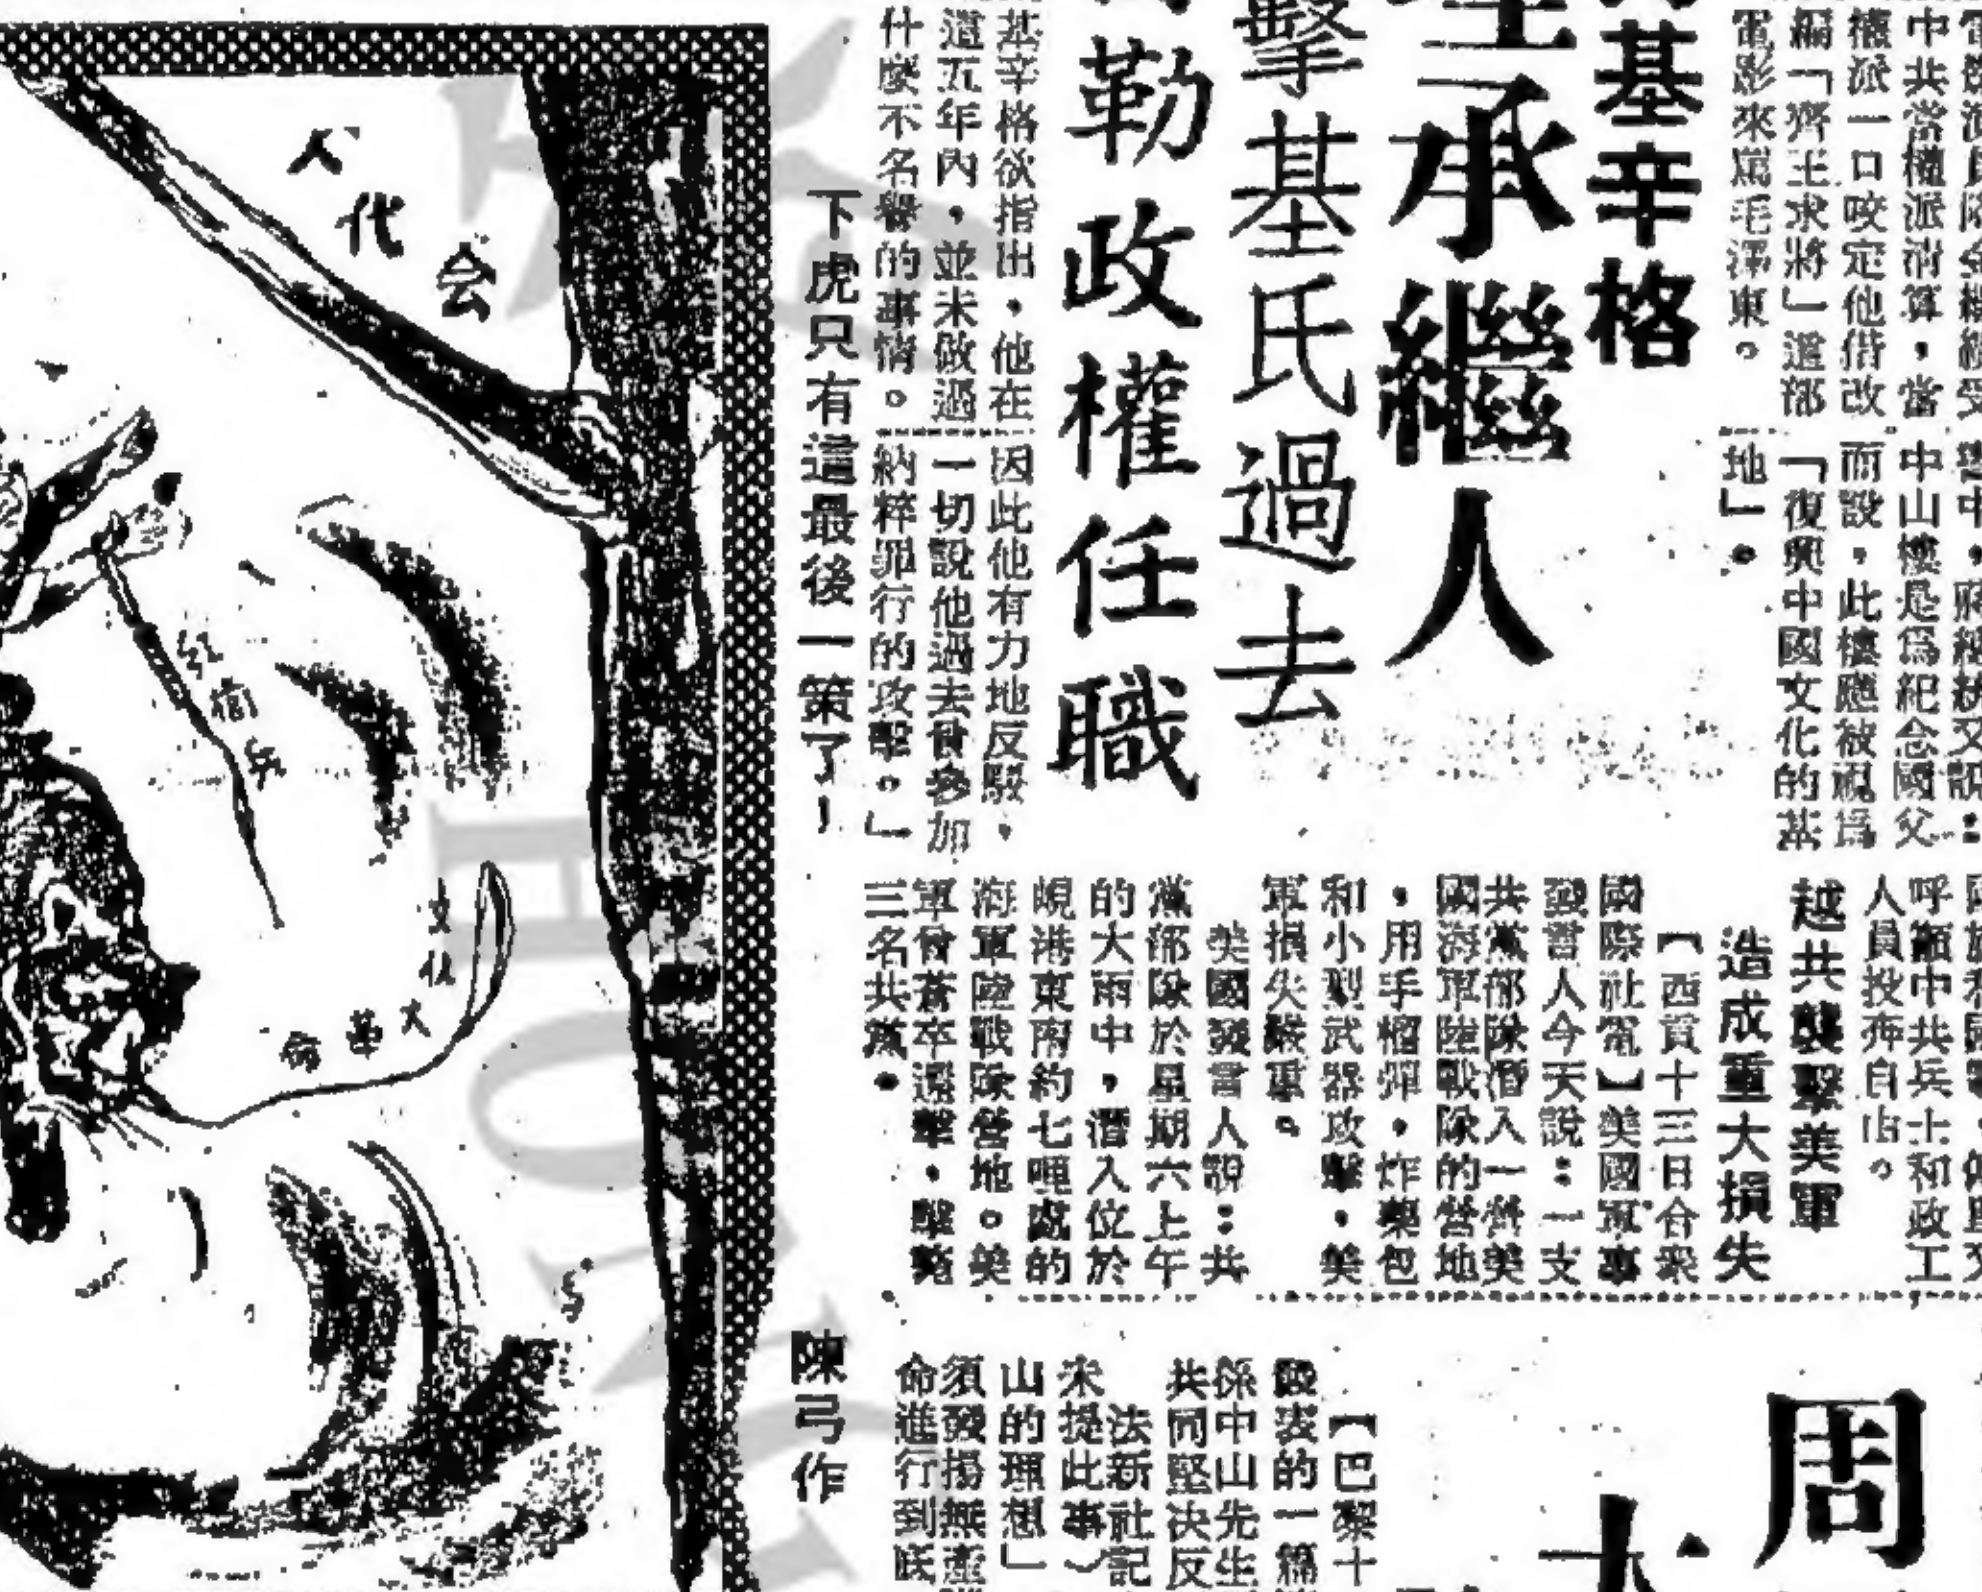 基辛格
承繼人
擊基氏過去
勒政權任職
中共當權派清算，當
權派一口咬定他借改
編「齊王求將」這部
電影來罵毛澤東。
中山樓是爲紀念國父
而設，此樓應被視爲
「復興中國文化的基
地」。
基辛格欲指出，他在
這五年內，並未做過
什麼不名譽的事情。
因此他有力地反駁，
一切說他過去曾參加
納粹罪行的攻擊。」
下虎只有這最後一策了！
陳弓作
人代会
红衛兵
文化大革命
呼籲中共兵士和政工
人員投奔自由。
越共襲擊美軍
造成重大損失
【西貢十三日合衆
國際社電】美國軍事
發言人今天說：一支
共黨部隊潛入一營美
國海軍陸戰隊的營地
，用手榴彈，炸藥包
和小型武器攻擊，美
軍損失嚴重。
美國發言人說：共
黨部隊於星期六上午
的大雨中，潛入位於
峴港東南約七哩處的
海軍陸戰隊營地。美
軍倉卒還擊，擊斃
三名共黨。
周
【巴黎十
的一篇
孫中山先生
共同堅決反
法新社記
未提此事）
山的理想」
須發揚無產
命進行到底